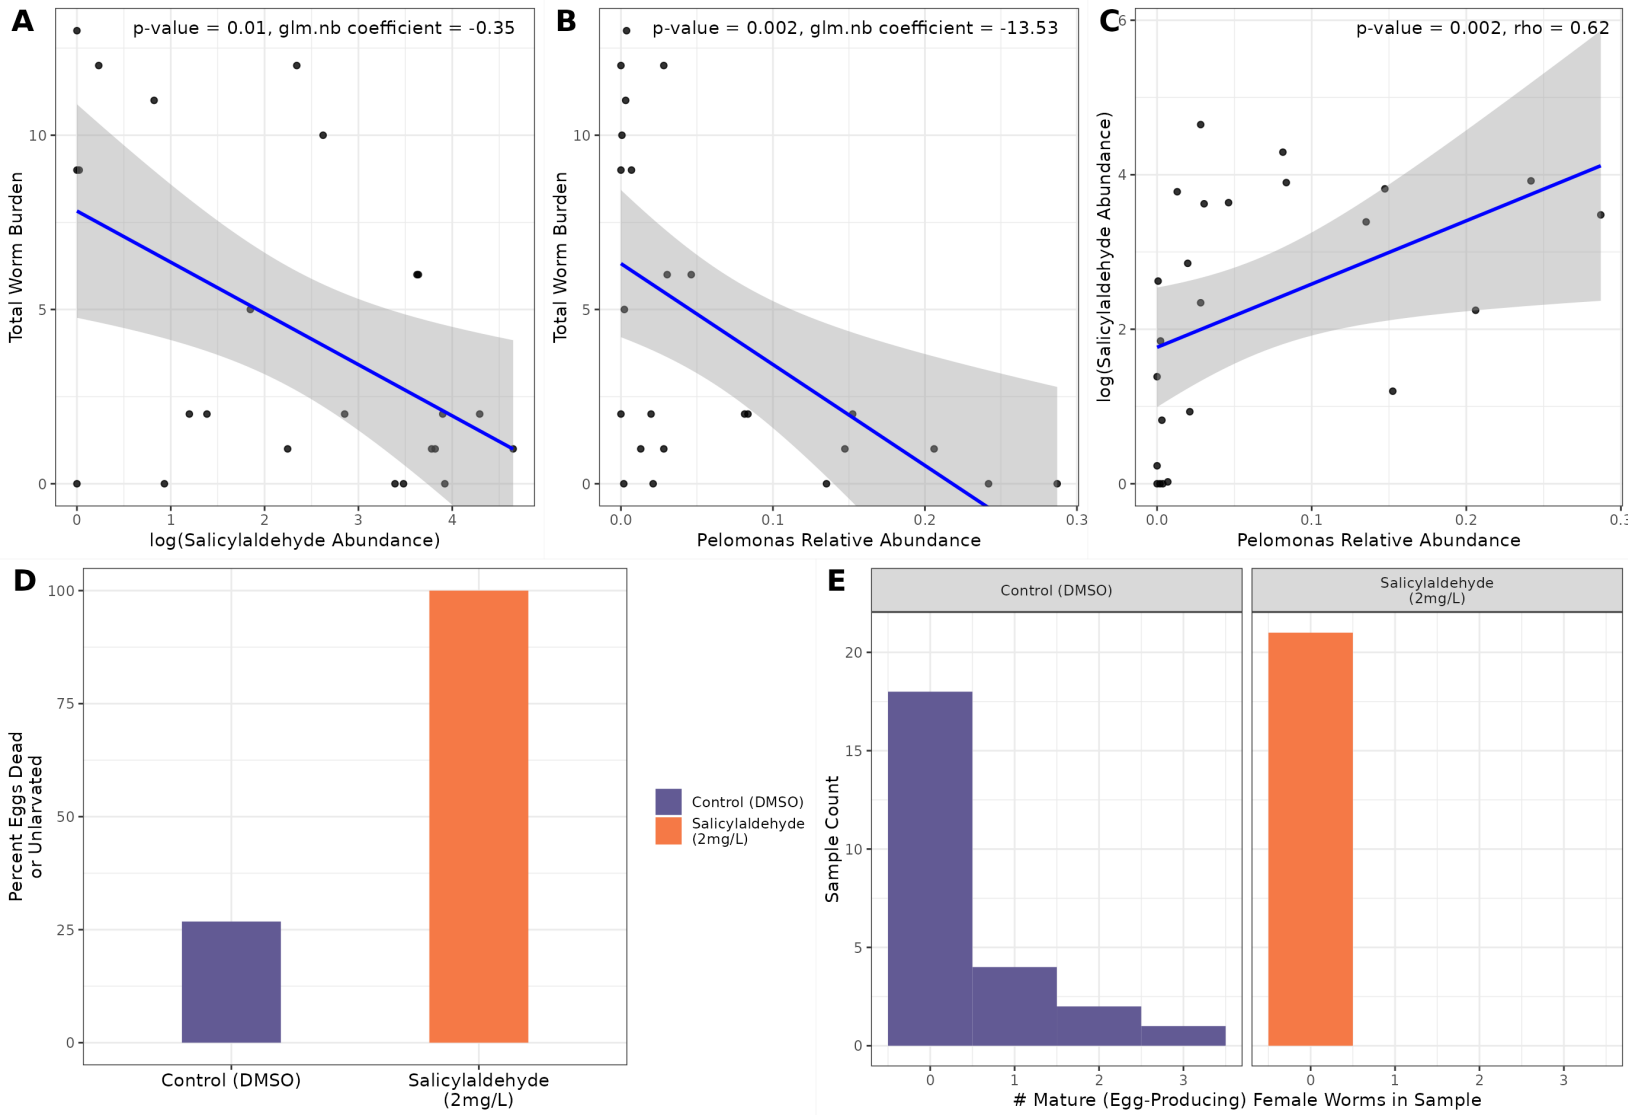 A
p-value = 0.01, glm.nb coefficient = -0.35
Total Worm Burden
10
5
0
0
1
2
3
4
log(Salicylaldehyde Abundance)
B
p-value = 0.002, glm.nb coefficient = -13.53
Total Worm Burden
10
5
0
0.0
0.1
0.2
0.3
Pelomonas Relative Abundance
C
p-value = 0.002, rho = 0.62
log(Salicylaldehyde Abundance)
6
4
2
0
0.0
0.1
0.2
0.3
Pelomonas Relative Abundance
D
Percent Eggs Dead
or Unlarvated
100
75
50
25
0
Control (DMSO)
Salicylaldehyde
(2mg/L)
Control (DMSO)
Salicylaldehyde
(2mg/L)
E
Control (DMSO)
Salicylaldehyde
(2mg/L)
Sample Count
20
15
10
5
0
0
1
2
3
0
1
2
3
# Mature (Egg-Producing) Female Worms in Sample